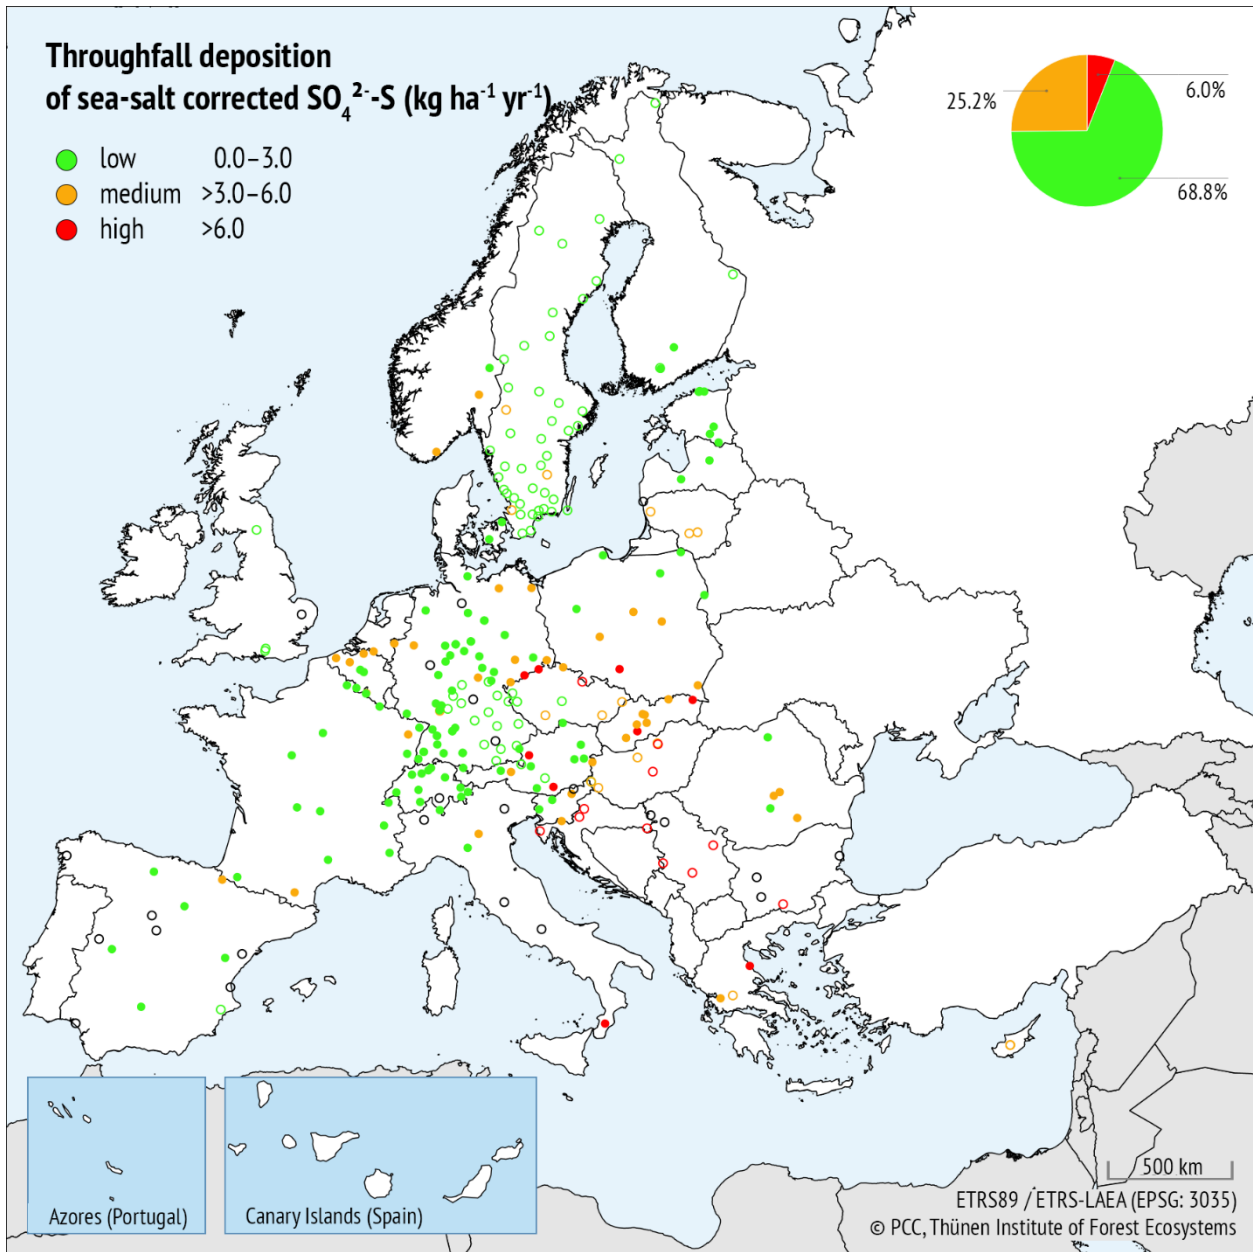 Throughfall deposition
of sea-salt corrected SO₄²⁻-S (kg ha⁻¹ yr⁻¹)
low 0.0–3.0
medium >3.0–6.0
high >6.0
25.2%
6.0%
68.8%
Azores (Portugal)
Canary Islands (Spain)
500 km
ETRS89 / ETRS-LAEA (EPSG: 3035)
© PCC, Thünen Institute of Forest Ecosystems